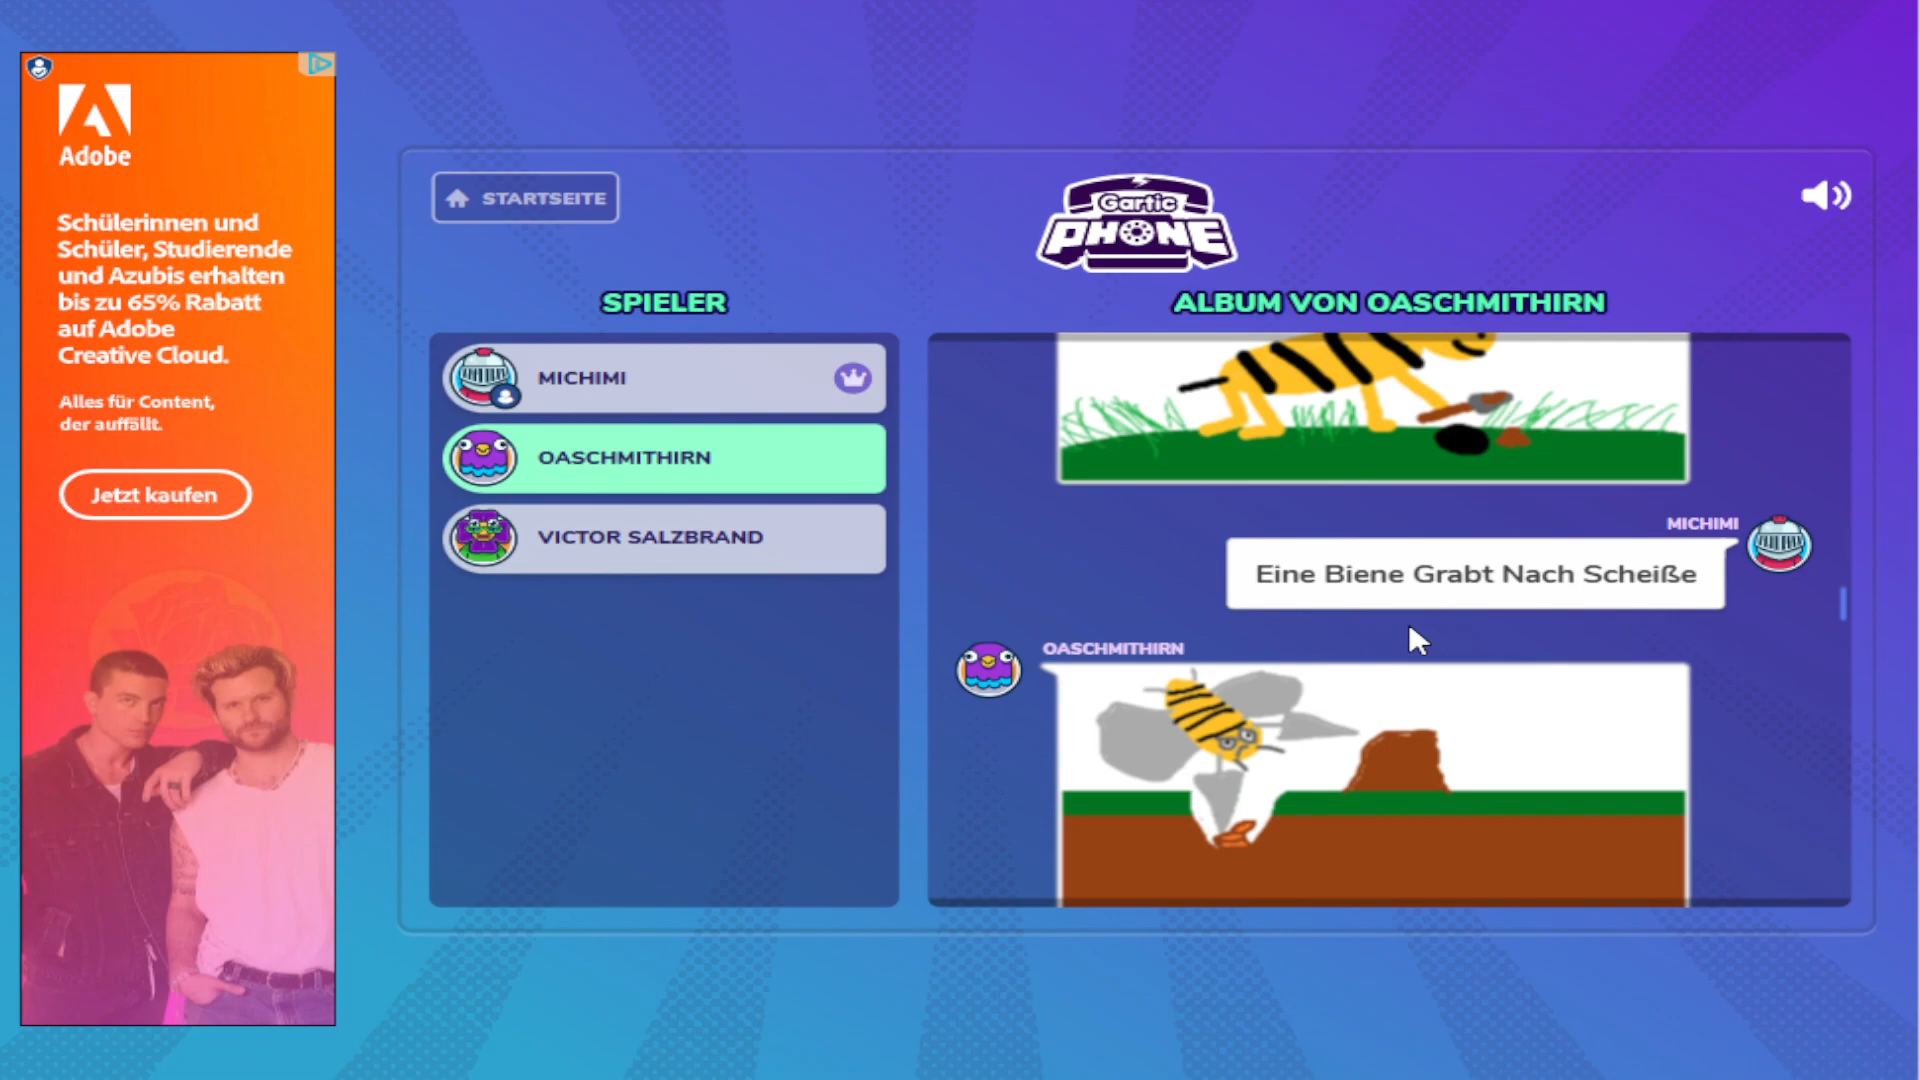 Adobe
Schülerinnen und
Schüler, Studierende
und Azubis erhalten
bis zu 65% Rabatt
auf Adobe
Creative Cloud.
Alles für Content,
der auffällt.
Jetzt kaufen
STARTSEITE
Gartic
PHONE
SPIELER
MICHIMI
OASCHMITHIRN
VICTOR SALZBRAND
ALBUM VON OASCHMITHIRN
MICHIMI
Eine Biene Grabt Nach Scheiße
OASCHMITHIRN